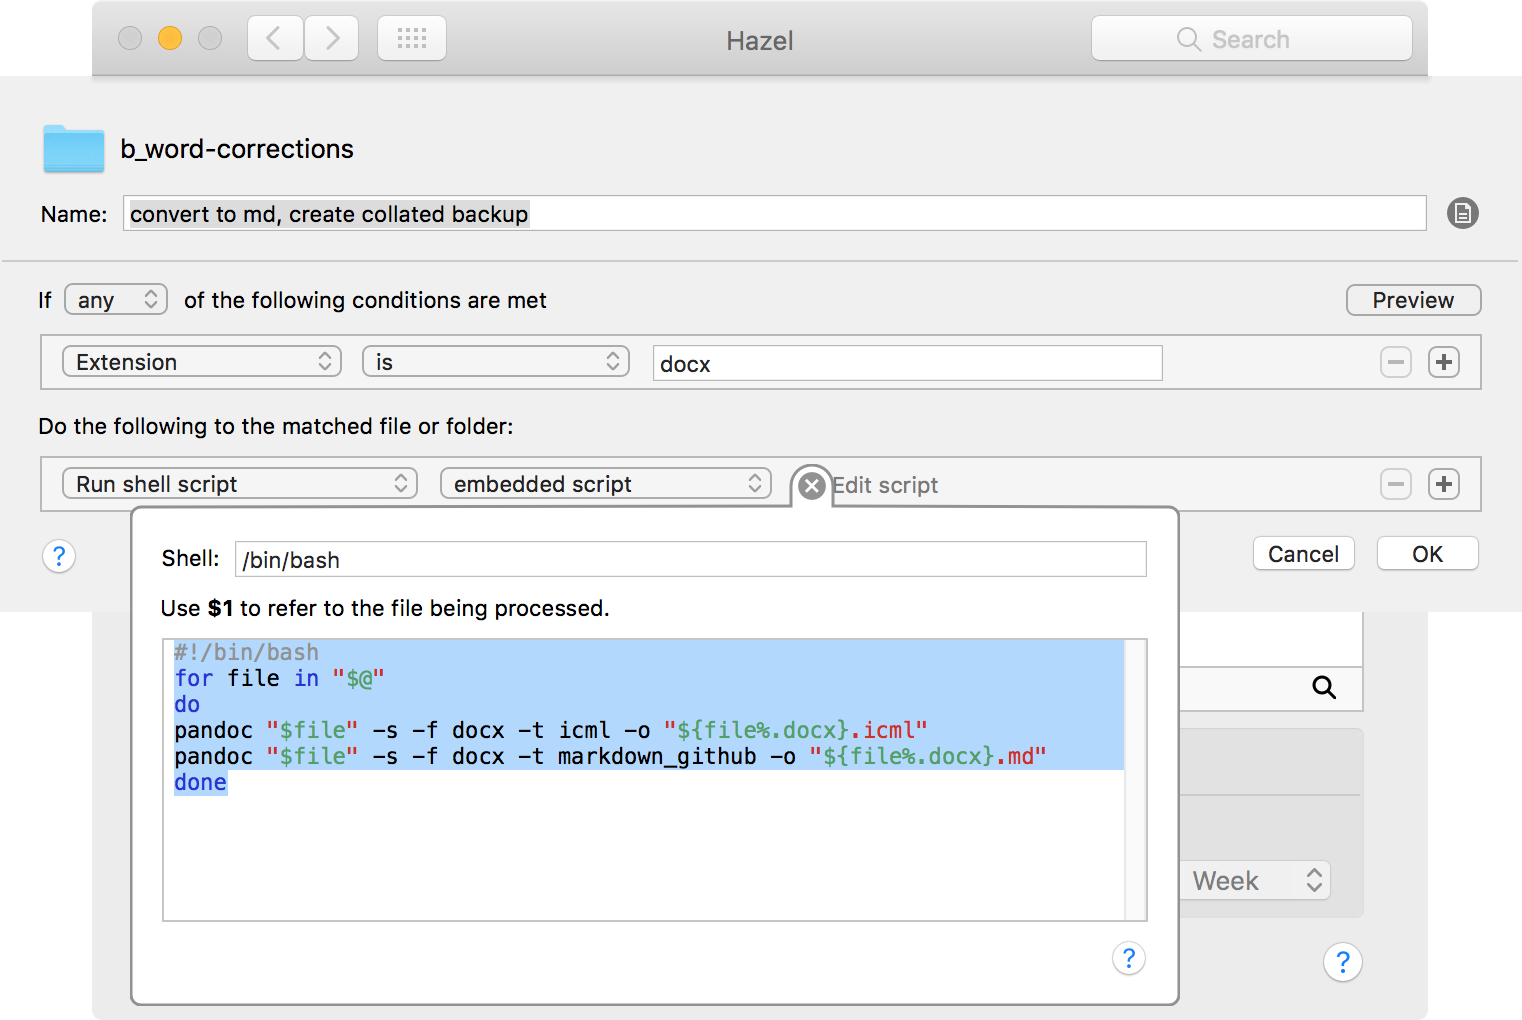 Hazel
Search
b_word-corrections
Name: convert to md, create collated backup
If any of the following conditions are met
Preview
Extension is docx
Do the following to the matched file or folder:
Run shell script embedded script Edit script
? Cancel OK
Shell: /bin/bash
Use $1 to refer to the file being processed.
#!/bin/bash
for file in "$@"
do
pandoc "$file" -s -f docx -t icml -o "${file%.docx}.icml"
pandoc "$file" -s -f docx -t markdown_github -o "${file%.docx}.md"
done
Week
?
?